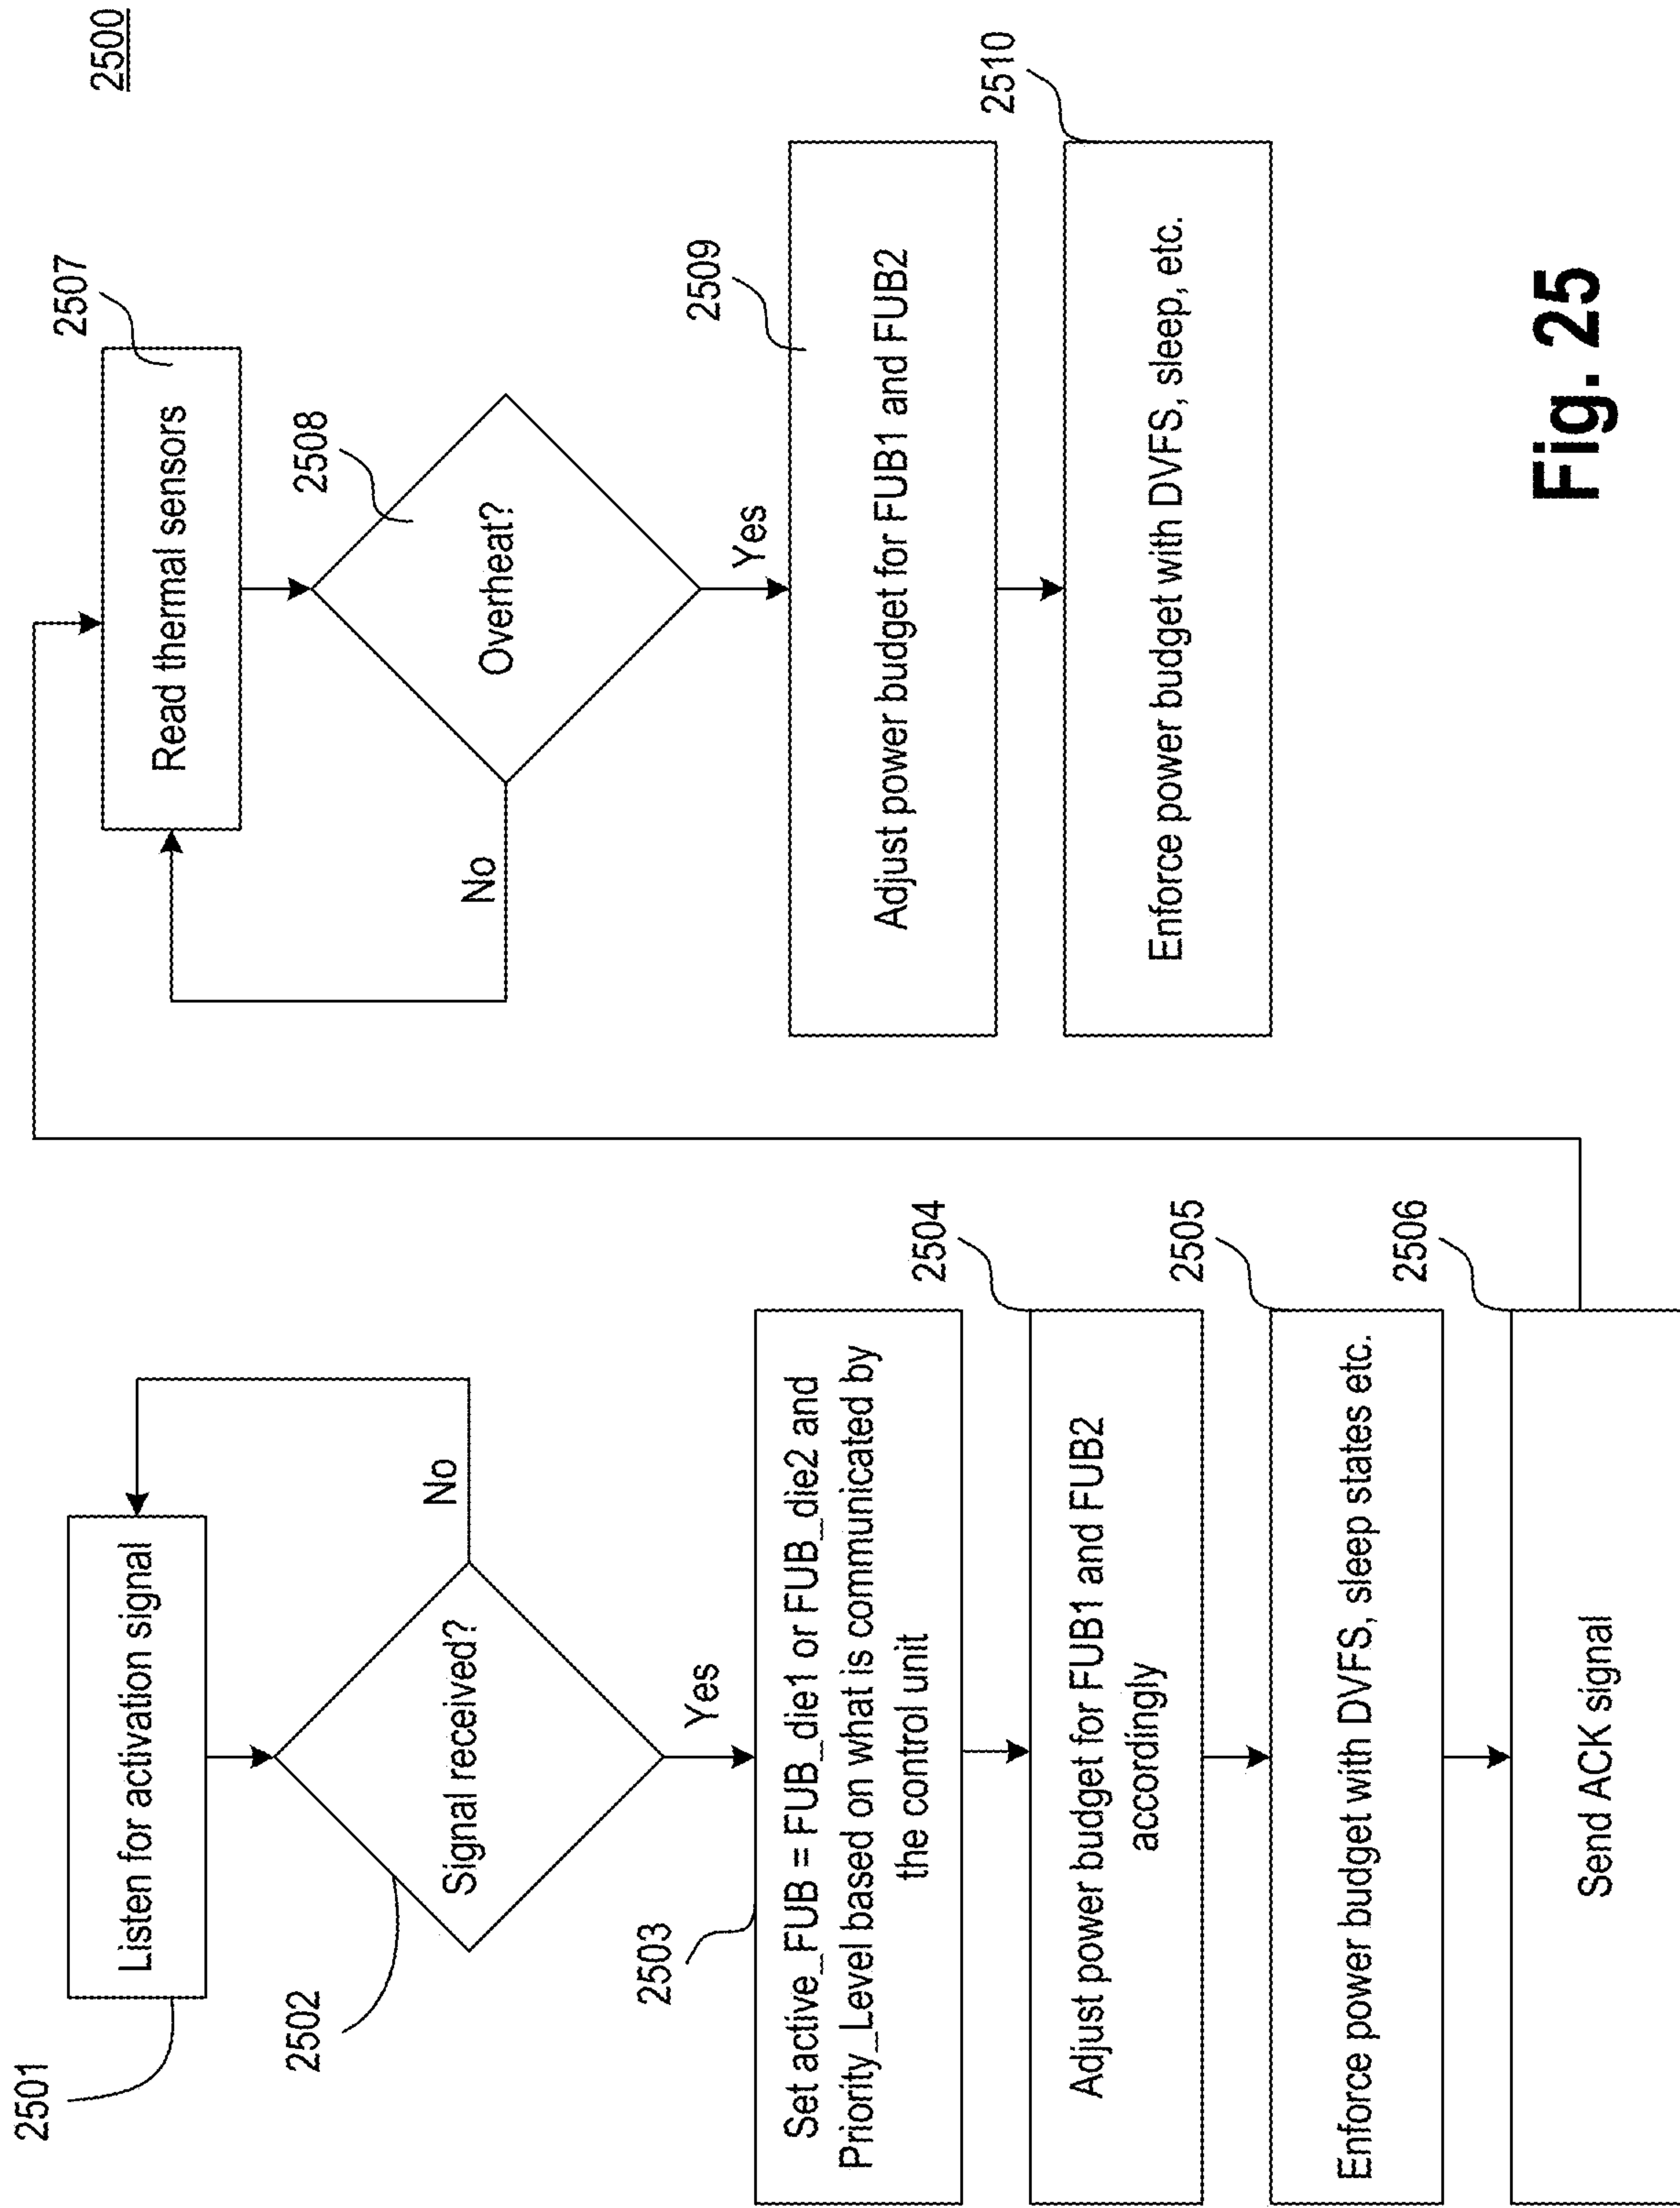 2500
2501
Listen for activation signal
2502
Signal received?
No
Yes
2503
Set active_FUB = FUB_die1 or FUB_die2 and
Priority_Level based on what is communicated by
the control unit
2504
Adjust power budget for FUB1 and FUB2
accordingly
2505
Enforce power budget with DVFS, sleep states etc.
2506
Send ACK signal
2507
Read thermal sensors
2508
Overheat?
No
Yes
2509
Adjust power budget for FUB1 and FUB2
2510
Enforce power budget with DVFS, sleep, etc.
Fig. 25